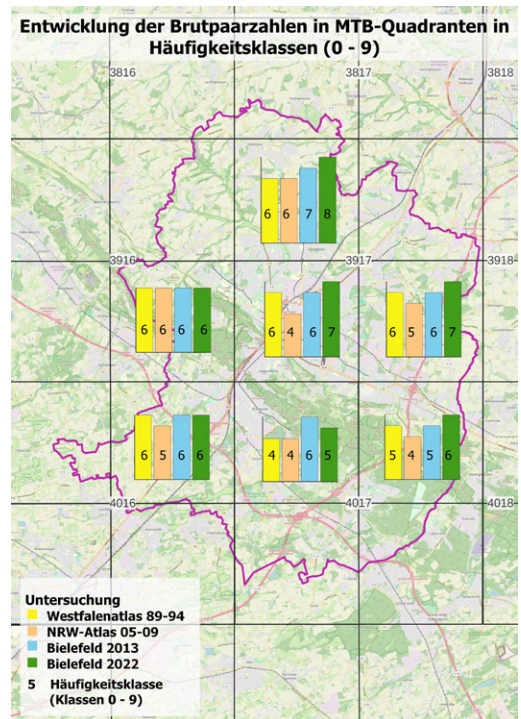 Entwicklung der Brutpaarzahlen in MTB-Quadranten in
Häufigkeitsklassen (0 - 9)
3816
3817
3818
6 6 7 8
3916
3917
3918
6 6 6 6
6 4 6 7
6 5 6 7
6 5 6 6
4 4 6 5
5 4 5 6
4016
4017
4018
Untersuchung
Westfalenatlas 89-94
NRW-Atlas 05-09
Bielefeld 2013
Bielefeld 2022
5 Häufigkeitsklasse
(Klassen 0 - 9)